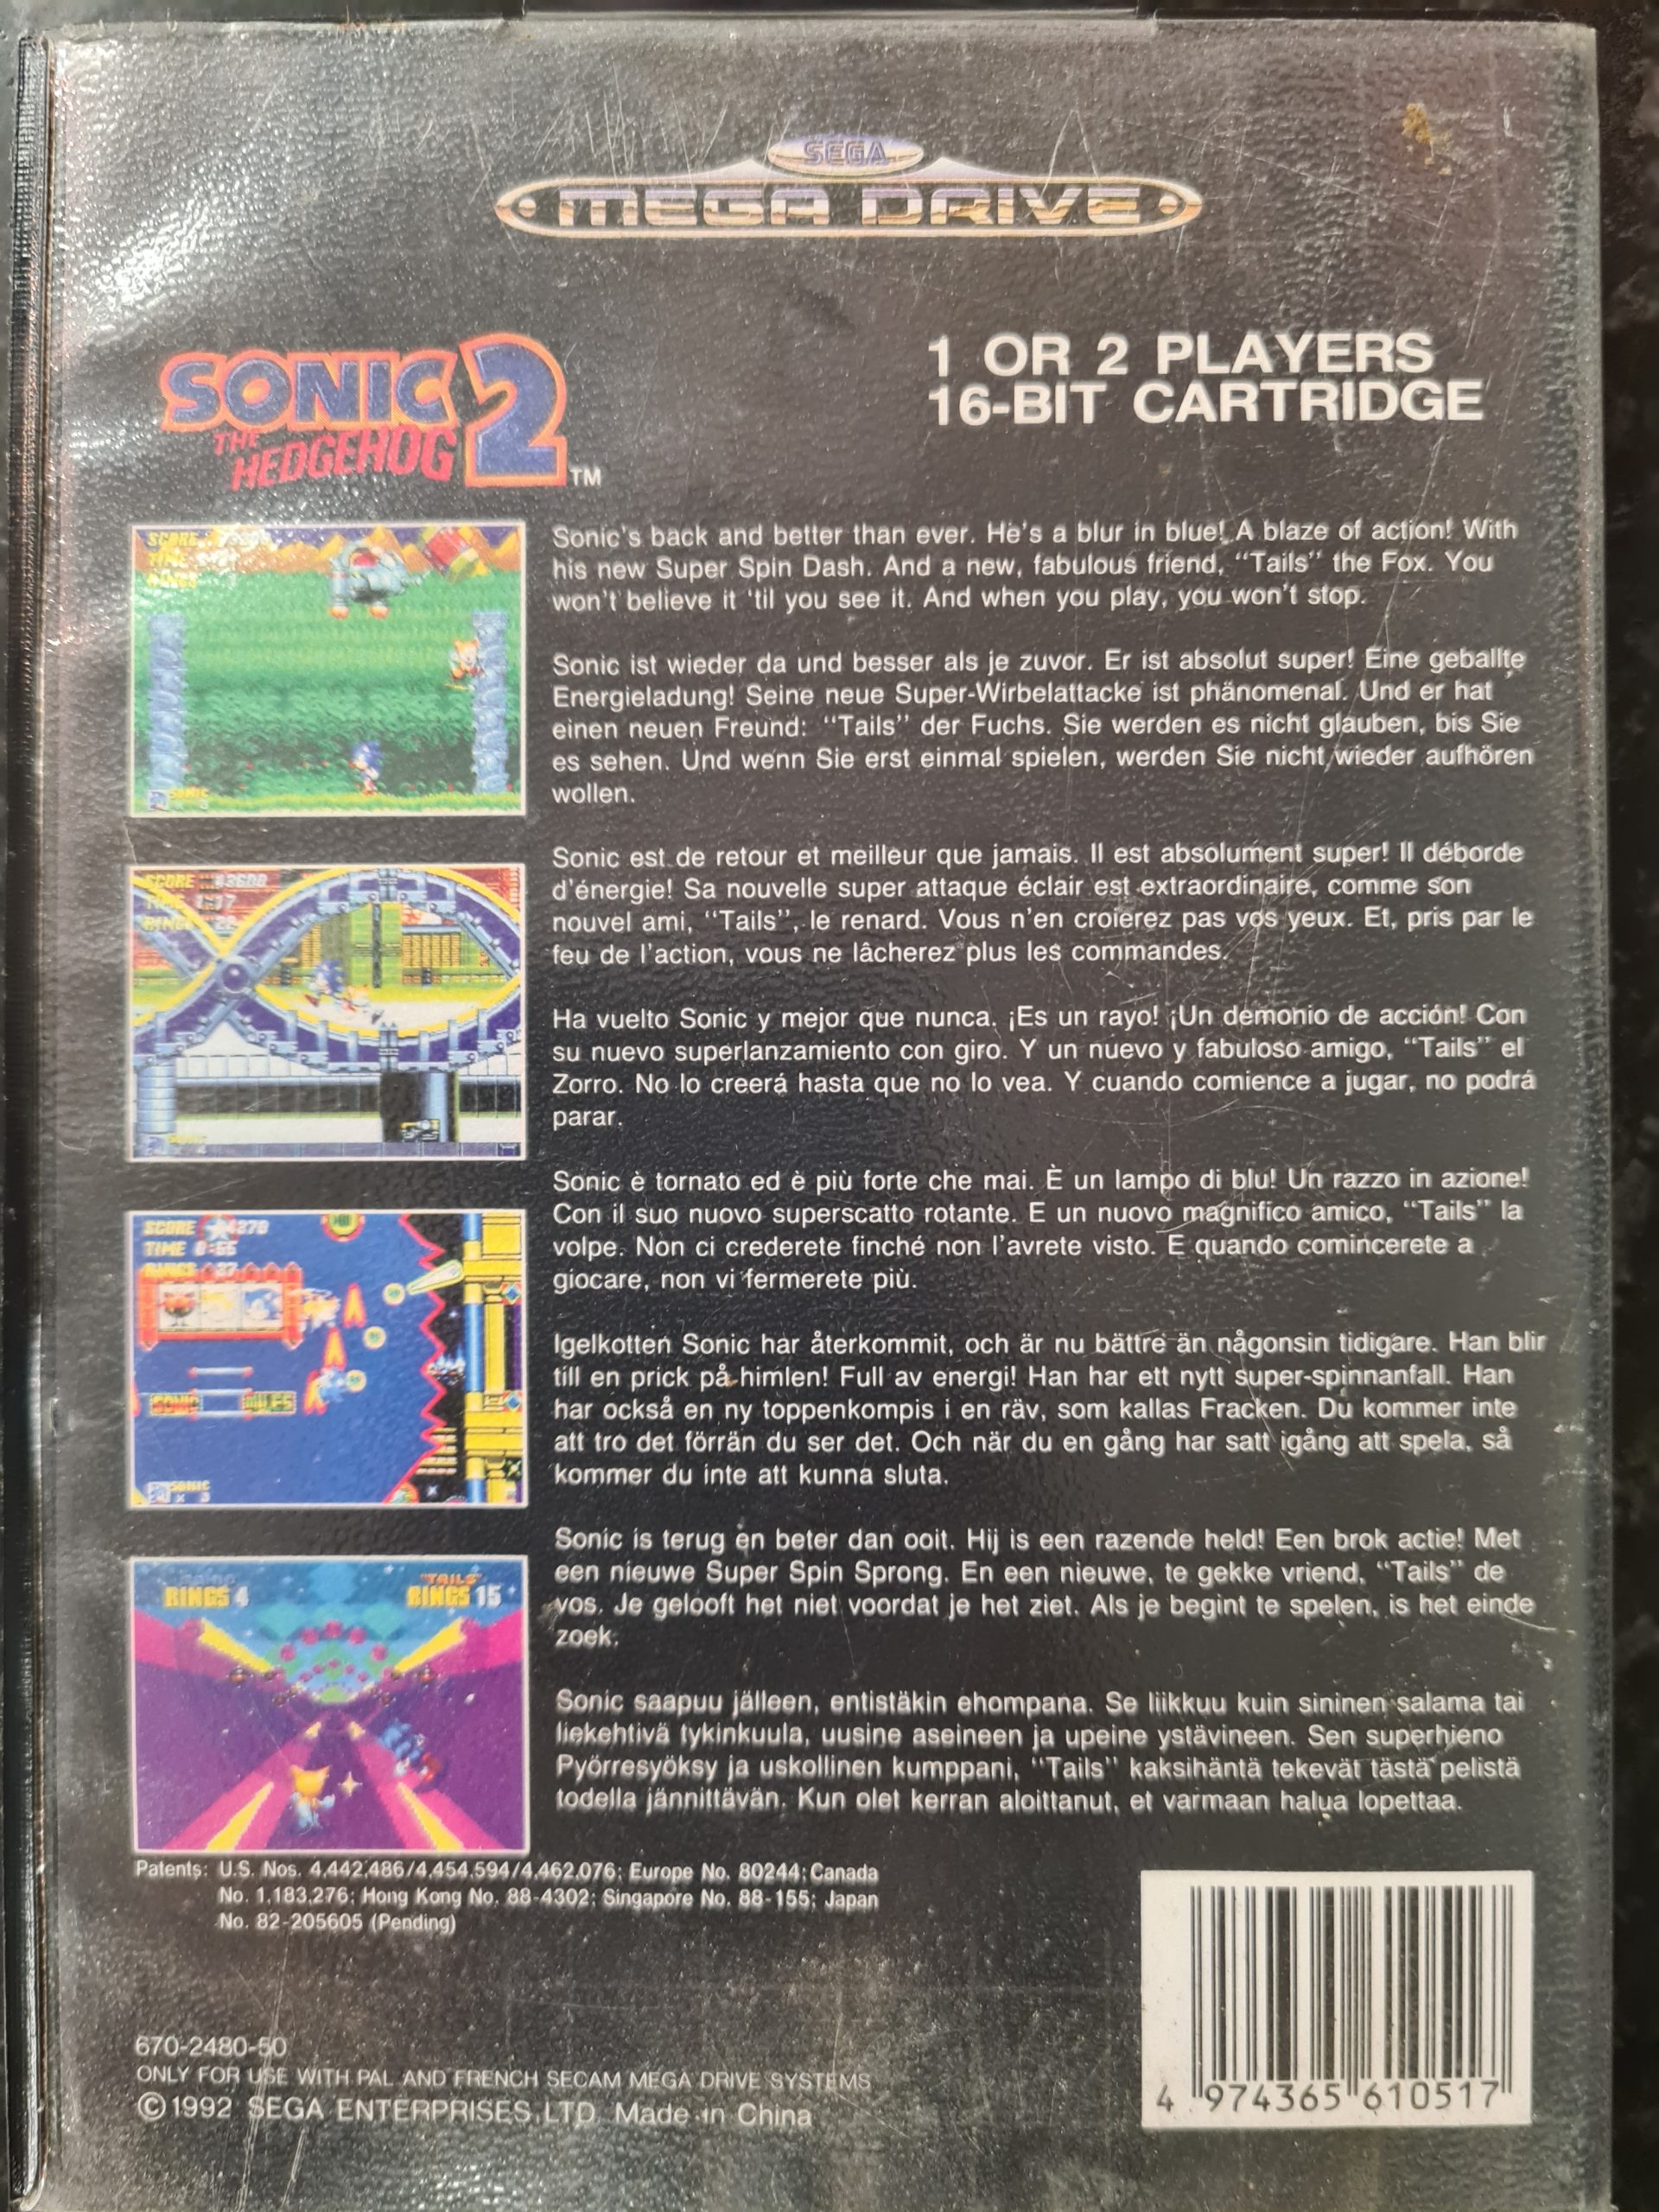 SEGA
MEGA DRIVE
SONIC 2
THE
HEDGEHOG
TM
1 OR 2 PLAYERS
16-BIT CARTRIDGE
Sonic's back and better than ever. He's a blur in blue! A blaze of action! With
his new Super Spin Dash. And a new, fabulous friend, "Tails" the Fox. You
won't believe it 'til you see it. And when you play, you won't stop.
Sonic ist wieder da und besser als je zuvor. Er ist absolut super! Eine geballte
Energieladung! Seine neue Super-Wirbelattacke ist phänomenal. Und er hat
einen neuen Freund: "Tails" der Fuchs. Sie werden es nicht glauben, bis Sie
es sehen. Und wenn Sie erst einmal spielen, werden Sie nicht wieder aufhören
wollen.
Sonic est de retour et meilleur que jamais. Il est absolument super! Il déborde
d'énergie! Sa nouvelle super attaque éclair est extraordinaire, comme son
nouvel ami, "Tails", le renard. Vous n'en croierez pas vos yeux. Et, pris par le
feu de l'action, vous ne lâcherez plus les commandes.
Ha vuelto Sonic y mejor que nunca. ¡Es un rayo! ¡Un demonio de acción! Con
su nuevo superlanzamiento con giro. Y un nuevo y fabuloso amigo, "Tails" el
Zorro. No lo creerá hasta que no lo vea. Y cuando comience a jugar, no podrá
parar.
Sonic è tornato ed è più forte che mai. È un lampo di blu! Un razzo in azione!
Con il suo nuovo superscatto rotante. E un nuovo magnifico amico, "Tails" la
volpe. Non ci crederete finché non l'avrete visto. E quando comincerete a
giocare, non vi fermerete più.
Igelkotten Sonic har återkommit, och är nu bättre än någonsin tidigare. Han blir
till en prick på himlen! Full av energi! Han har ett nytt super-spinnanfall. Han
har också en ny toppenkompis i en räv, som kallas Fracken. Du kommer inte
att tro det förrän du ser det. Och när du en gång har satt igång att spela, så
kommer du inte att kunna sluta.
Sonic is terug en beter dan ooit. Hij is een razende held! Een brok actie! Met
een nieuwe Super Spin Sprong. En een nieuwe, te gekke vriend, "Tails" de
vos. Je gelooft het niet voordat je het ziet. Als je begint te spelen, is het einde
zoek.
Sonic saapuu jälleen, entistäkin ehompana. Se liikkuu kuin sininen salama tai
liekehtivä tykinkuula, uusine aseineen ja upeine ystävineen. Sen superhieno
Pyörresyöksy ja uskollinen kumppani, "Tails" kaksihäntä tekevät tästä pelistä
todella jännittävän. Kun olet kerran aloittanut, et varmaan halua lopettaa.
SCORE
TIME
SONIC
SCORE 43600
TIME 1:17
RINGS 22
SONIC
SCORE 4270
TIME 0:55
RINGS 37
SONIC MILES
SONIC
x 3
RINGS 4
"TAILS"
RINGS 15
Patents: U.S. Nos. 4,442,486/4,454,594/4,462,076; Europe No. 80244; Canada
No. 1,183,276; Hong Kong No. 88-4302; Singapore No. 88-155; Japan
No. 82-205605 (Pending)
670-2480-50
ONLY FOR USE WITH PAL AND FRENCH SECAM MEGA DRIVE SYSTEMS
©1992 SEGA ENTERPRISES,LTD. Made in China
4 974365 610517